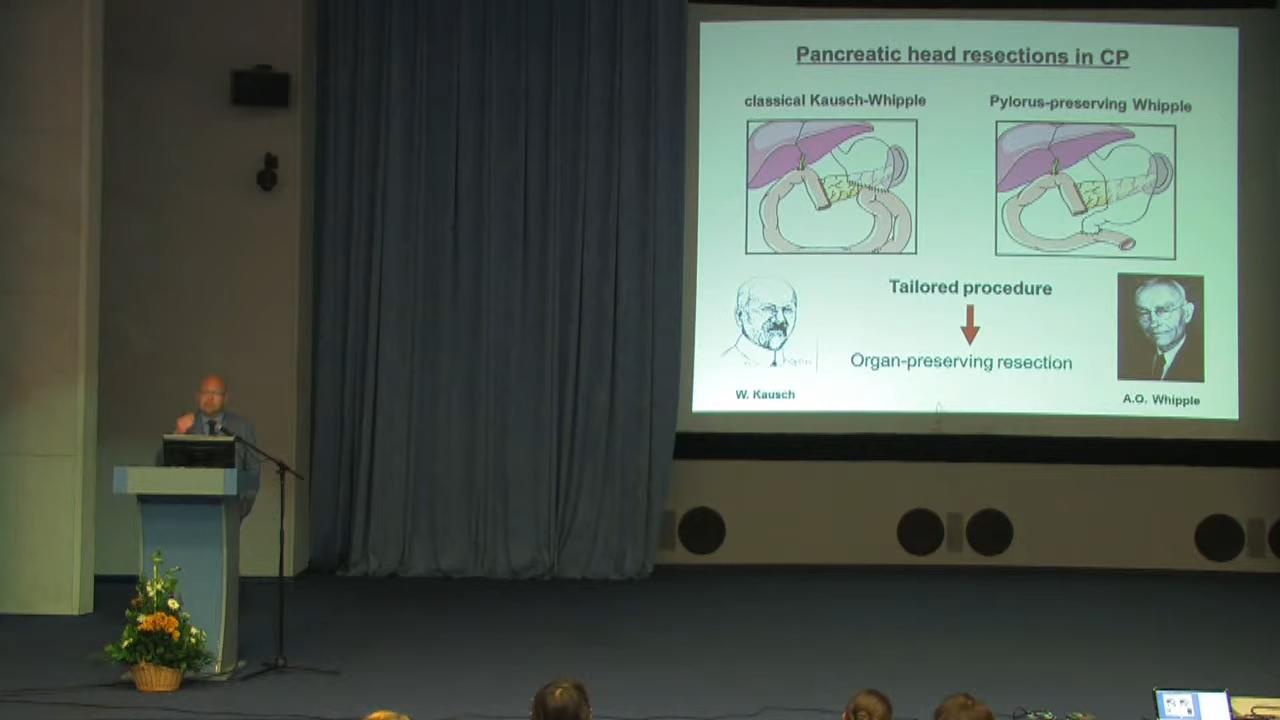 Pancreatic head resections in CP
classical Kausch-Whipple
Pylorus-preserving Whipple
Tailored procedure
Organ-preserving resection
W. Kausch
A.O. Whipple